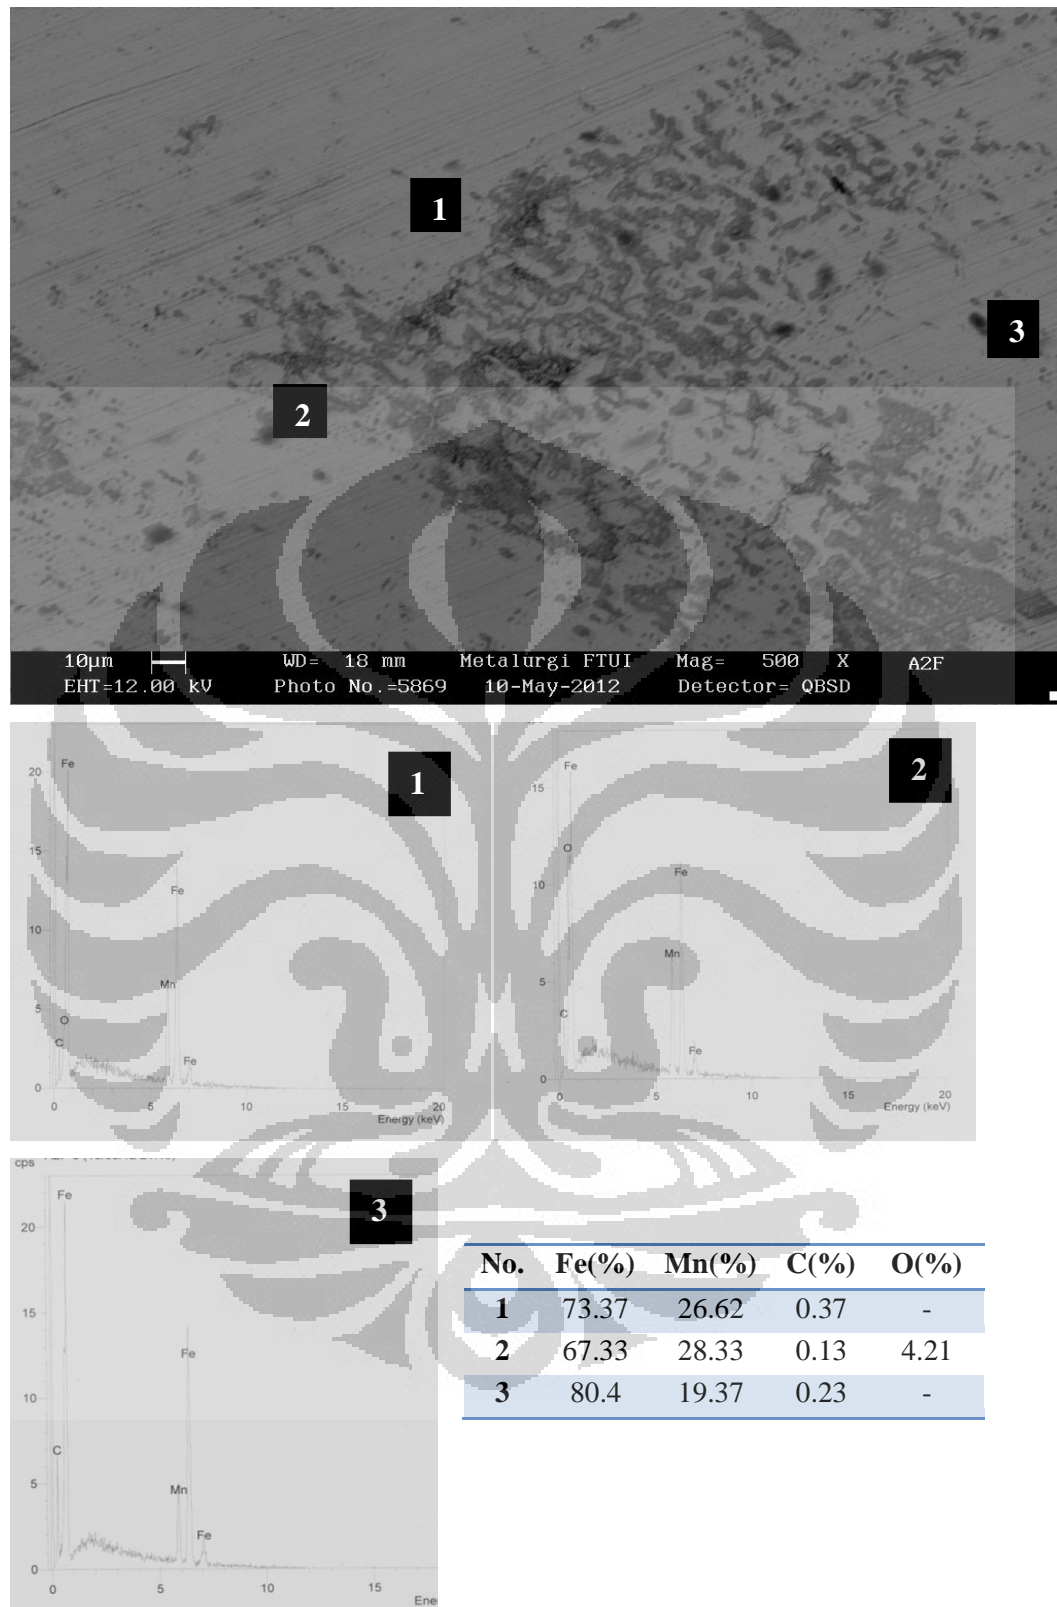 1
3
2
10µm WD= 18 mm Metalurgi FTUI Mag= 500 X A2F
EHT=12.00 kV Photo No.=5869 10-May-2012 Detector= QBSD
1
20
Fe
15
Fe
10
Mn
5
O
C
Fe
0
0 5 10 15 20
Energy (keV)
2
Fe
15
O
Fe
10
Mn
5
C
Fe
0
0 5 10 15 20
Energy (keV)
cps
3
Fe
20
15
Fe
10
C
5
Mn
Fe
0
0 5 10 15
Ene
No. Fe(%) Mn(%) C(%) O(%)
1 73.37 26.62 0.37 -
2 67.33 28.33 0.13 4.21
3 80.4 19.37 0.23 -